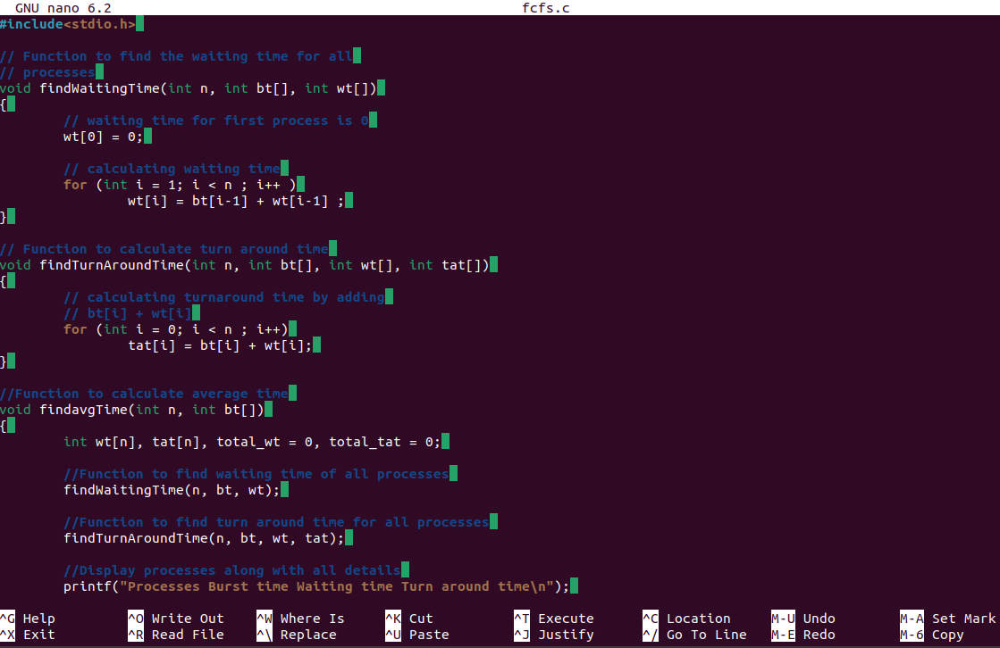 GNU nano 6.2 fcfs.c
#include<stdio.h>
// Function to find the waiting time for all
// processes
void findWaitingTime(int n, int bt[], int wt[])
{
// waiting time for first process is 0
wt[0] = 0;
// calculating waiting time
for (int i = 1; i < n ; i++ )
wt[i] = bt[i-1] + wt[i-1] ;
}
// Function to calculate turn around time
void findTurnAroundTime(int n, int bt[], int wt[], int tat[])
{
// calculating turnaround time by adding
// bt[i] + wt[i]
for (int i = 0; i < n ; i++)
tat[i] = bt[i] + wt[i];
}
//Function to calculate average time
void findavgTime(int n, int bt[])
{
int wt[n], tat[n], total_wt = 0, total_tat = 0;
//Function to find waiting time of all processes
findWaitingTime(n, bt, wt);
//Function to find turn around time for all processes
findTurnAroundTime(n, bt, wt, tat);
//Display processes along with all details
printf("Processes Burst time Waiting time Turn around time\n");
^G Help ^O Write Out ^W Where Is ^K Cut ^T Execute ^C Location M-U Undo M-A Set Mark
^X Exit ^R Read File ^\ Replace ^U Paste ^J Justify ^/ Go To Line M-E Redo M-6 Copy